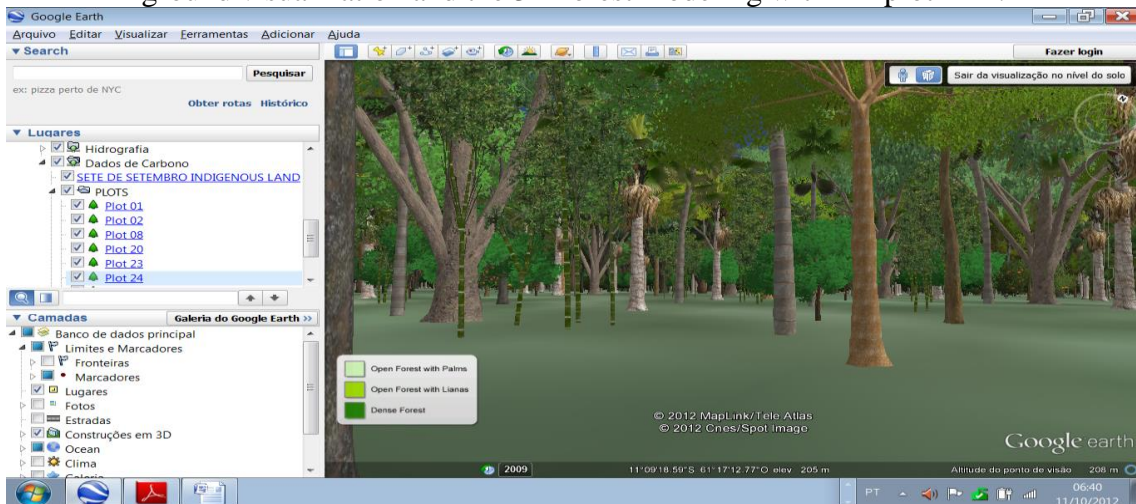 Google Earth
Arquivo Editar Visualizar Ferramentas Adicionar Ajuda
Search
Pesquisar
ex: pizza perto de NYC
Obter rotas Histórico
Lugares
Hidrografia
Dados de Carbono
SETE DE SETEMBRO INDIGENOUS LAND
PLOTS
Plot 01
Plot 02
Plot 08
Plot 20
Plot 23
Plot 24
Camadas Galeria do Google Earth >>
Banco de dados principal
Limites e Marcadores
Fronteiras
Marcadores
Lugares
Fotos
Estradas
Construções em 3D
Ocean
Clima
Fazer login
Sair da visualização no nível do solo
Open Forest with Palms
Open Forest with Lianas
Dense Forest
© 2012 MapLink/Tele Atlas
© 2012 Cnes/Spot Image
Google earth
2009 11°09'18.59"S 61°17'12.77"O elev 205 m Altitude do ponto de visão 208 m
PT 06:40
11/10/2012